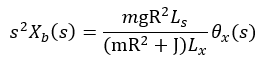 s²X_b(s) = mgR²L_s / (mR² + J)L_x θ_x(s)